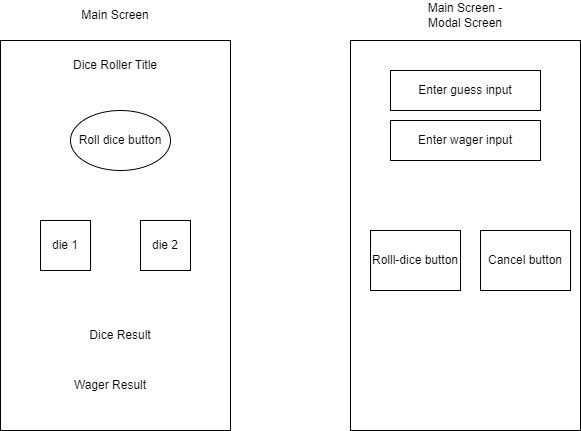 Main Screen
Dice Roller Title
Roll dice button
die 1
die 2
Dice Result
Wager Result
Main Screen -
Modal Screen
Enter guess input
Enter wager input
Rolll-dice button
Cancel button